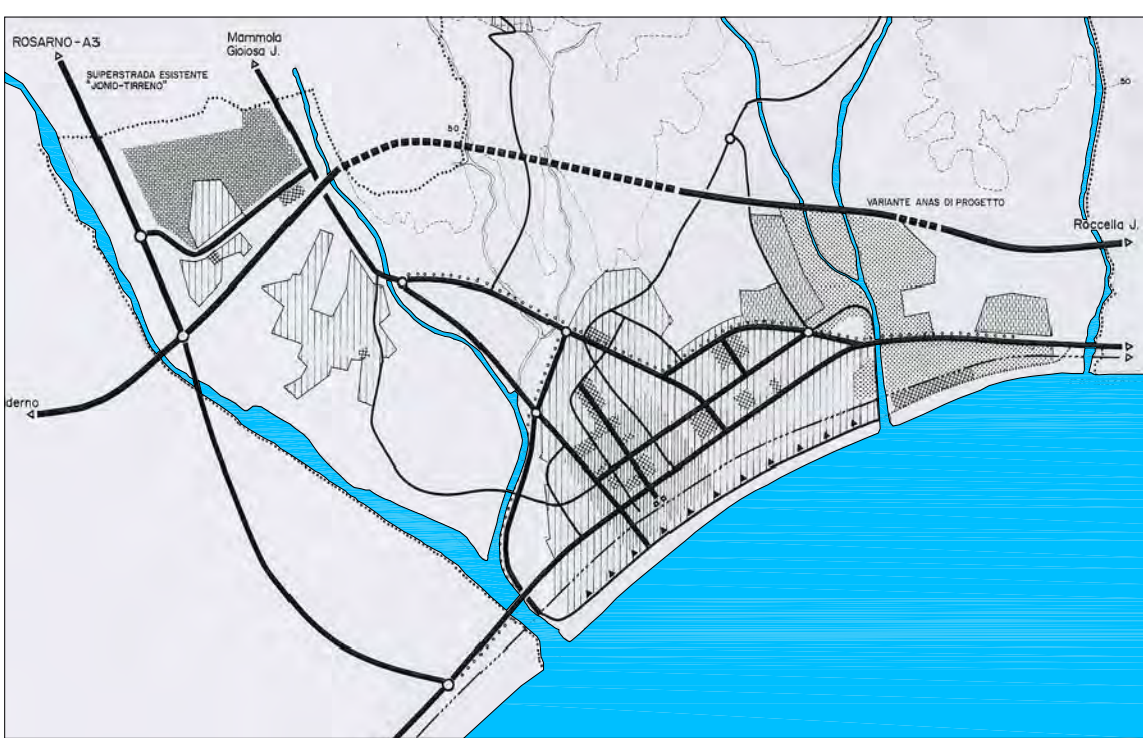 ROSARNO-A3
Mammola
Gioiosa J.
SUPERSTRADA ESISTENTE
"JONIO-TIRRENO"
50
50
VARIANTE ANAS DI PROGETTO
Roccella J.
derno